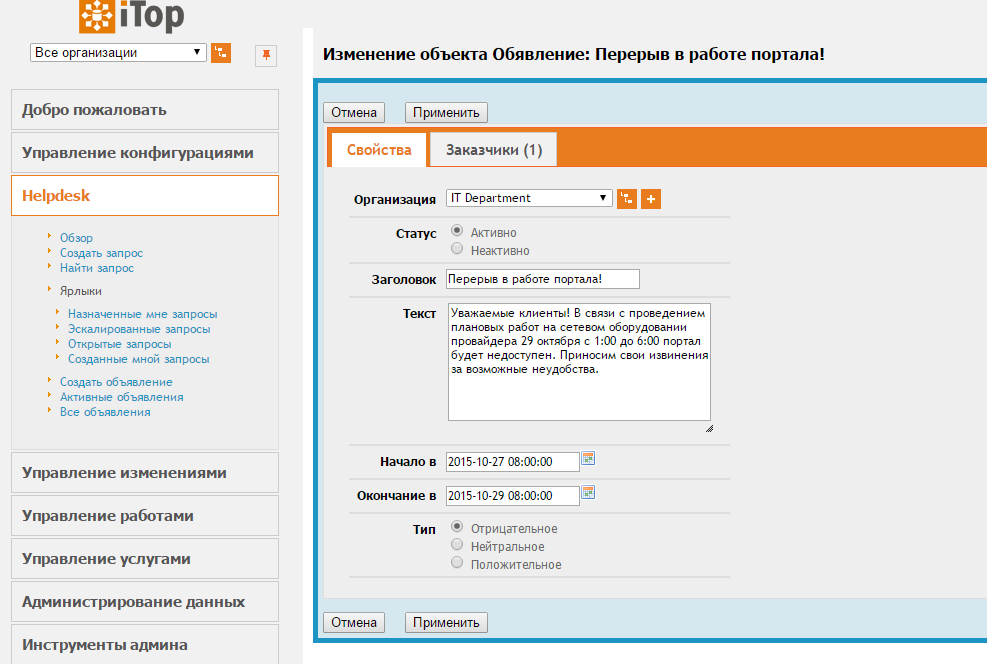 iTop
Все организации
Добро пожаловать
Управление конфигурациями
Helpdesk
Обзор
Создать запрос
Найти запрос
Ярлыки
Назначенные мне запросы
Эскалированные запросы
Открытые запросы
Созданные мной запросы
Создать объявление
Активные объявления
Все объявления
Управление изменениями
Управление работами
Управление услугами
Администрирование данных
Инструменты админа
Изменение объекта Обявление: Перерыв в работе портала!
Отмена Применить
Свойства Заказчики (1)
Организация IT Department
Статус Активно
Неактивно
Заголовок Перерыв в работе портала!
Текст Уважаемые клиенты! В связи с проведением
плановых работ на сетевом оборудовании
провайдера 29 октября с 1:00 до 6:00 портал
будет недоступен. Приносим свои извинения
за возможные неудобства.
Начало в 2015-10-27 08:00:00
Окончание в 2015-10-29 08:00:00
Тип Отрицательное
Нейтральное
Положительное
Отмена Применить